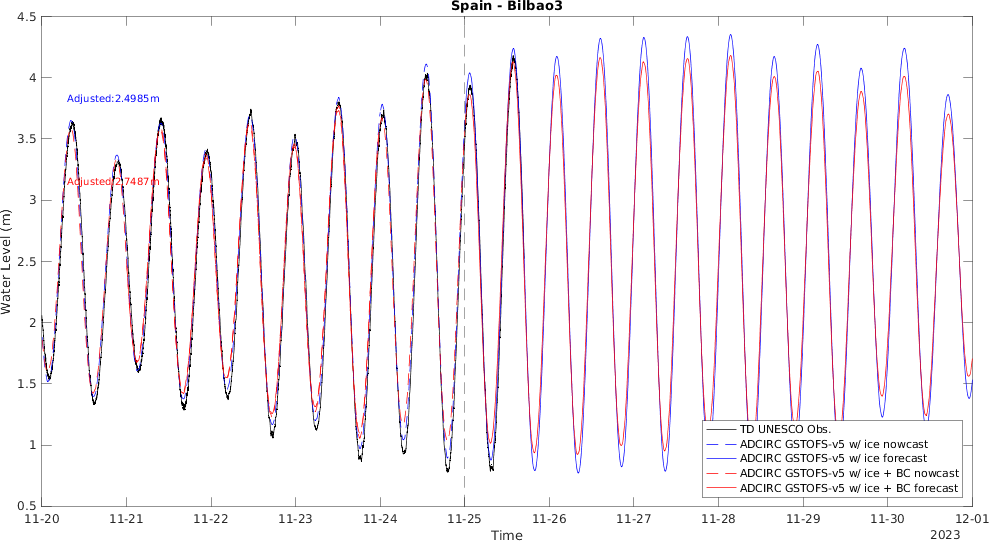 Spain - Bilbao3
4.5
4
3.5
3
2.5
2
1.5
1
0.5
Water Level (m)
Adjusted:2.4985m
Adjusted:2.7487m
TD UNESCO Obs.
ADCIRC GSTOFS-v5 w/ ice nowcast
ADCIRC GSTOFS-v5 w/ ice forecast
ADCIRC GSTOFS-v5 w/ ice + BC nowcast
ADCIRC GSTOFS-v5 w/ ice + BC forecast
11-20 11-21 11-22 11-23 11-24 11-25 11-26 11-27 11-28 11-29 11-30 12-01
Time
2023